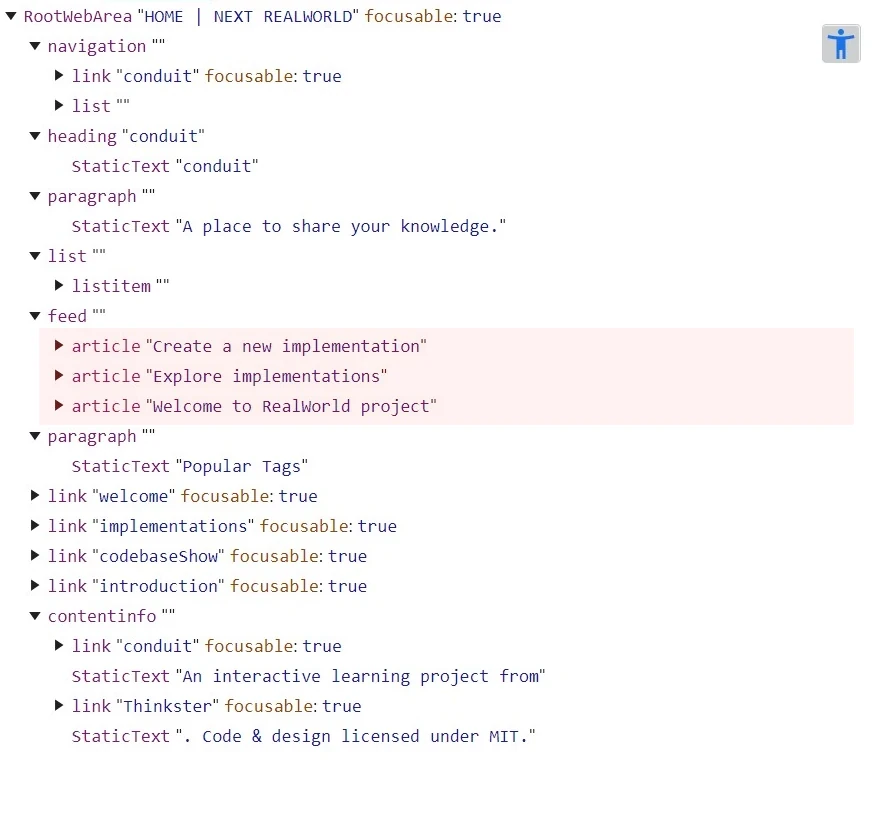 RootWebArea "HOME | NEXT REALWORLD" focusable: true
navigation ""
link "conduit" focusable: true
list ""
heading "conduit"
StaticText "conduit"
paragraph ""
StaticText "A place to share your knowledge."
list ""
listitem ""
feed ""
article "Create a new implementation"
article "Explore implementations"
article "Welcome to RealWorld project"
paragraph ""
StaticText "Popular Tags"
link "welcome" focusable: true
link "implementations" focusable: true
link "codebaseShow" focusable: true
link "introduction" focusable: true
contentinfo ""
link "conduit" focusable: true
StaticText "An interactive learning project from"
link "Thinkster" focusable: true
StaticText ". Code & design licensed under MIT."